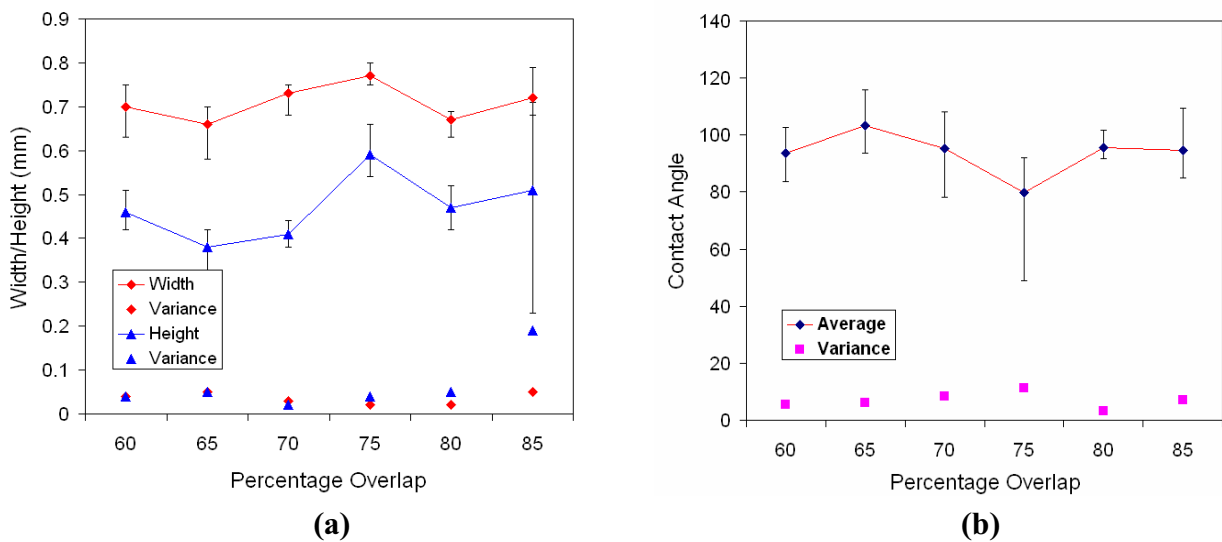 0.9
0.8
0.7
0.6
0.5
0.4
0.3
0.2
0.1
0
Width/Height (mm)
Width
Variance
Height
Variance
60 65 70 75 80 85
Percentage Overlap
(a)
140
120
100
80
60
40
20
0
Contact Angle
Average
Variance
60 65 70 75 80 85
Percentage Overlap
(b)